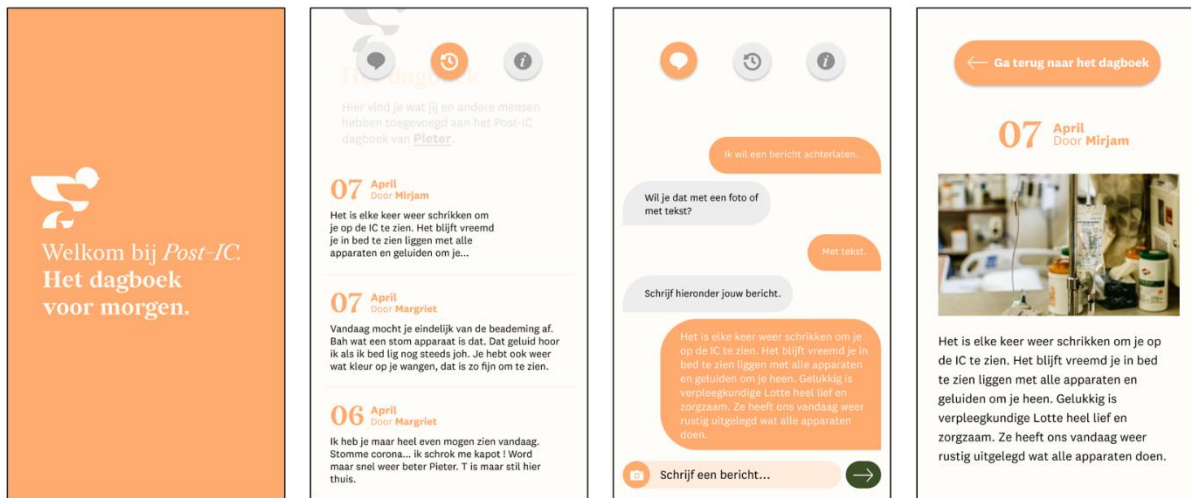 Welkom bij Post-IC.
Het dagboek
voor morgen.
Het dagboek
Hier vind je wat jij en andere mensen
hebben toegevoegd aan het Post-IC
dagboek van Pieter.
07 April
Door Mirjam
Het is elke keer weer schrikken om
je op de IC te zien. Het blijft vreemd
je in bed te zien liggen met alle
apparaten en geluiden om je...
07 April
Door Margriet
Vandaag mocht je eindelijk van de beademing af.
Bah wat een stom apparaat is dat. Dat geluid hoor
ik als ik bed lig nog steeds joh. Je hebt ook weer
wat kleur op je wangen, dat is zo fijn om te zien.
06 April
Door Margriet
Ik heb je maar heel even mogen zien vandaag.
Stomme corona... ik schrok me kapot ! Word
maar snel weer beter Pieter. T is maar stil hier
thuis.
Ik wil een bericht achterlaten.
Wil je dat met een foto of
met tekst?
Met tekst.
Schrijf hieronder jouw bericht.
Het is elke keer weer schrikken om je
op de IC te zien. Het blijft vreemd je in
bed te zien liggen met alle apparaten
en geluiden om je heen. Gelukkig is
verpleegkundige Lotte heel lief en
zorgzaam. Ze heeft ons vandaag weer
rustig uitgelegd wat alle apparaten
doen.
Schrijf een bericht...
Ga terug naar het dagboek
07 April
Door Mirjam
Het is elke keer weer schrikken om je op
de IC te zien. Het blijft vreemd je in bed
te zien liggen met alle apparaten en
geluiden om je heen. Gelukkig is
verpleegkundige Lotte heel lief en
zorgzaam. Ze heeft ons vandaag weer
rustig uitgelegd wat alle apparaten doen.